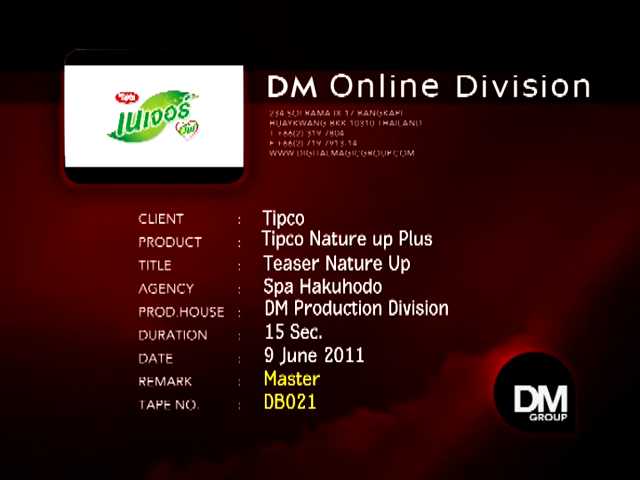 DM Online Division
Tipco
เนเจอร์
234 SOI RAMA IX 17 BANGKAPI
HUAYKWANG BKK 10310 THAILAND
T +66(2) 319 7804
F +66(2) 719 7913-14
WWW.DIGITALMAGICGROUP.COM
CLIENT : Tipco
PRODUCT : Tipco Nature up Plus
TITLE : Teaser Nature Up
AGENCY : Spa Hakuhodo
PROD.HOUSE : DM Production Division
DURATION : 15 Sec.
DATE : 9 June 2011
REMARK : Master
TAPE NO. : DB021
DM
GROUP